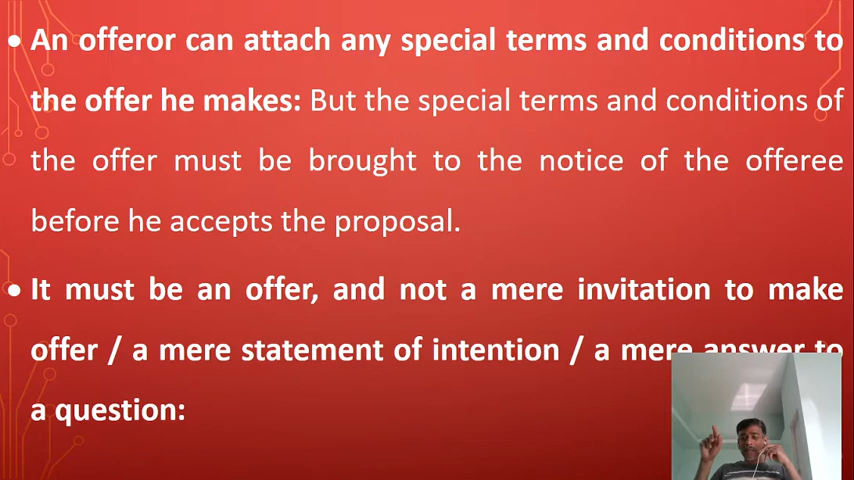 • An offeror can attach any special terms and conditions to
the offer he makes: But the special terms and conditions of
the offer must be brought to the notice of the offeree
before he accepts the proposal.
• It must be an offer, and not a mere invitation to make
offer / a mere statement of intention / a mere answer to
a question: